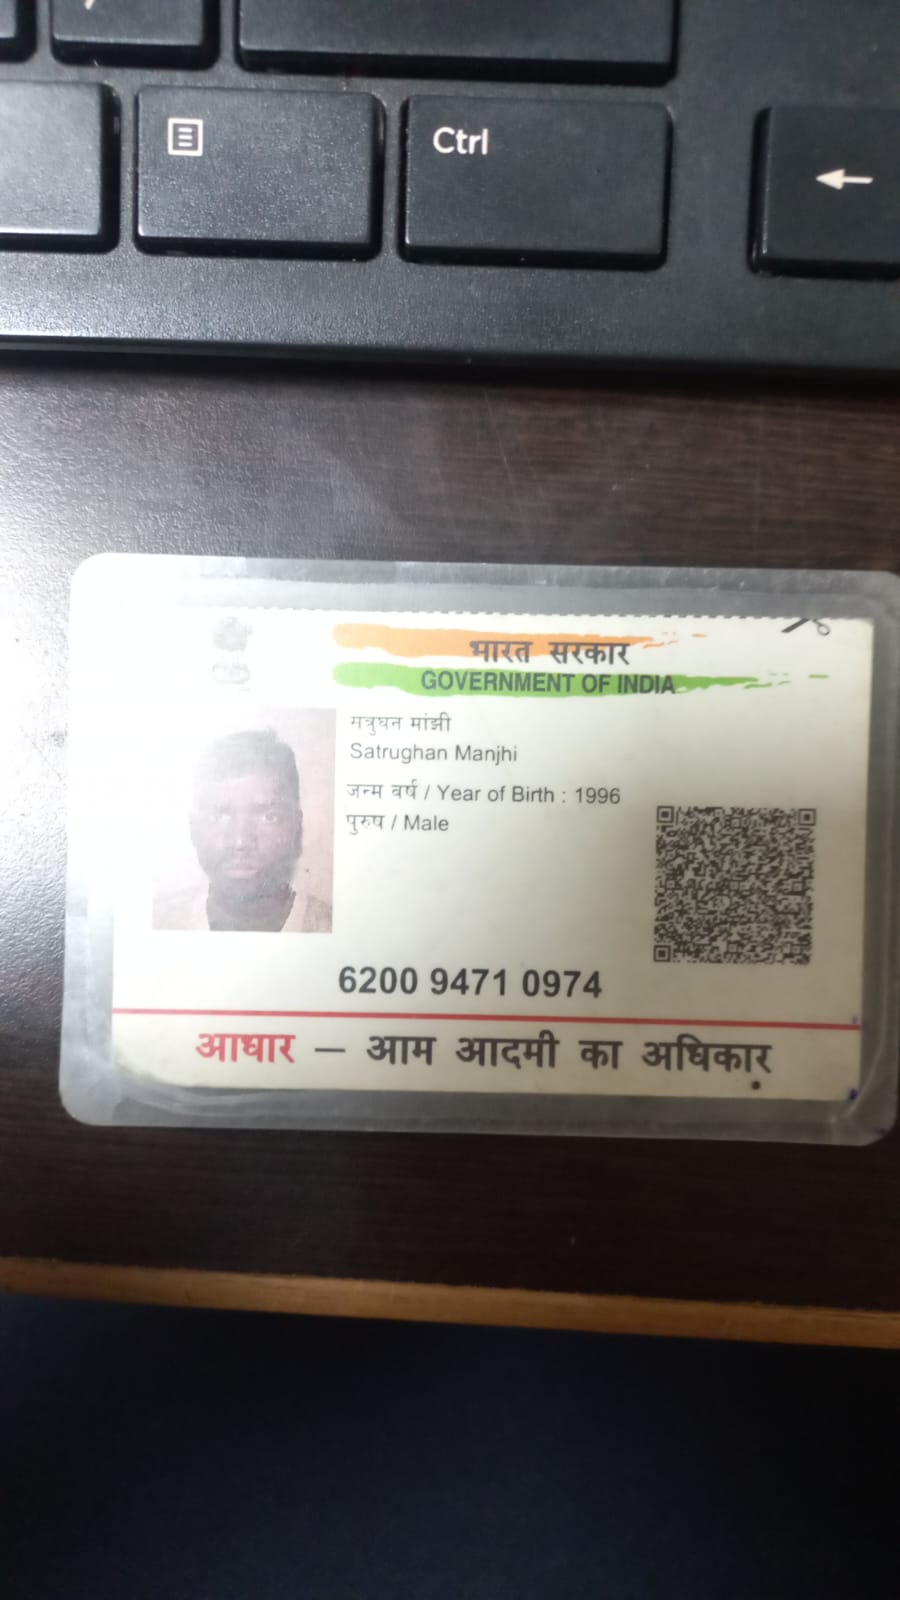 Ctrl
←
भारत सरकार
GOVERNMENT OF INDIA
मत्रुघन मांझी
Satrughan Manjhi
जन्म वर्ष / Year of Birth : 1996
पुरुष / Male
6200 9471 0974
आधार – आम आदमी का अधिकार